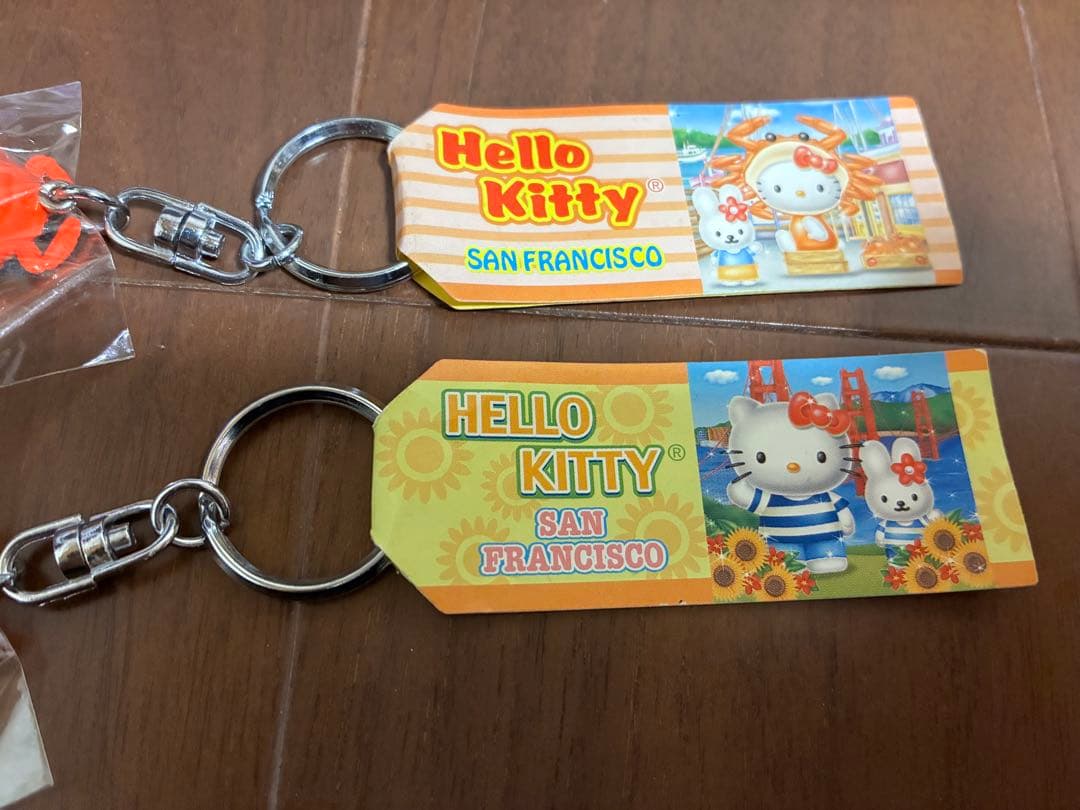 Hello
Kitty®
SAN FRANCISCO
HELLO
KITTY®
SAN
FRANCISCO